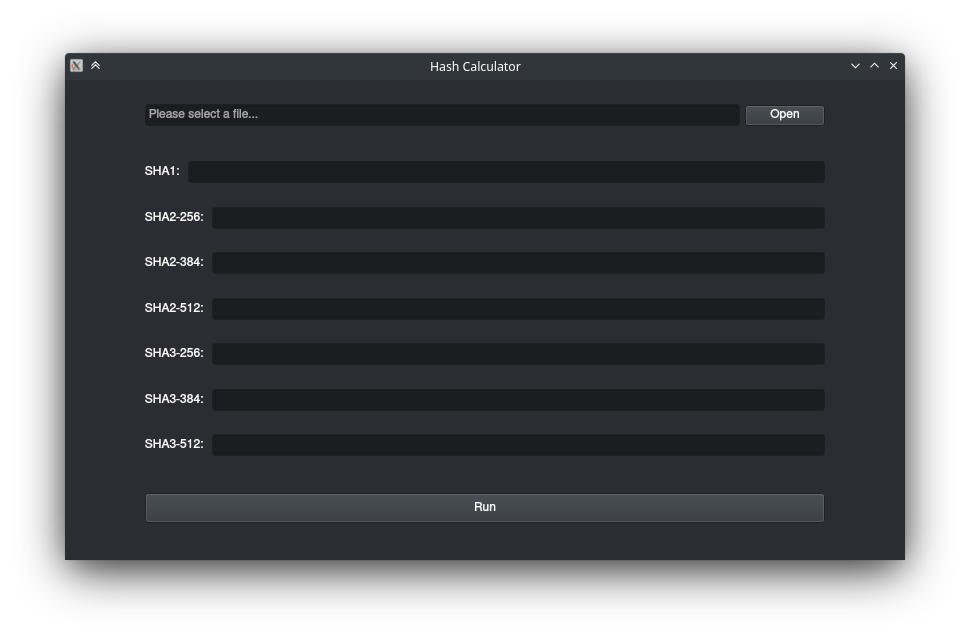 Hash Calculator
Please select a file... Open
SHA1:
SHA2-256:
SHA2-384:
SHA2-512:
SHA3-256:
SHA3-384:
SHA3-512:
Run